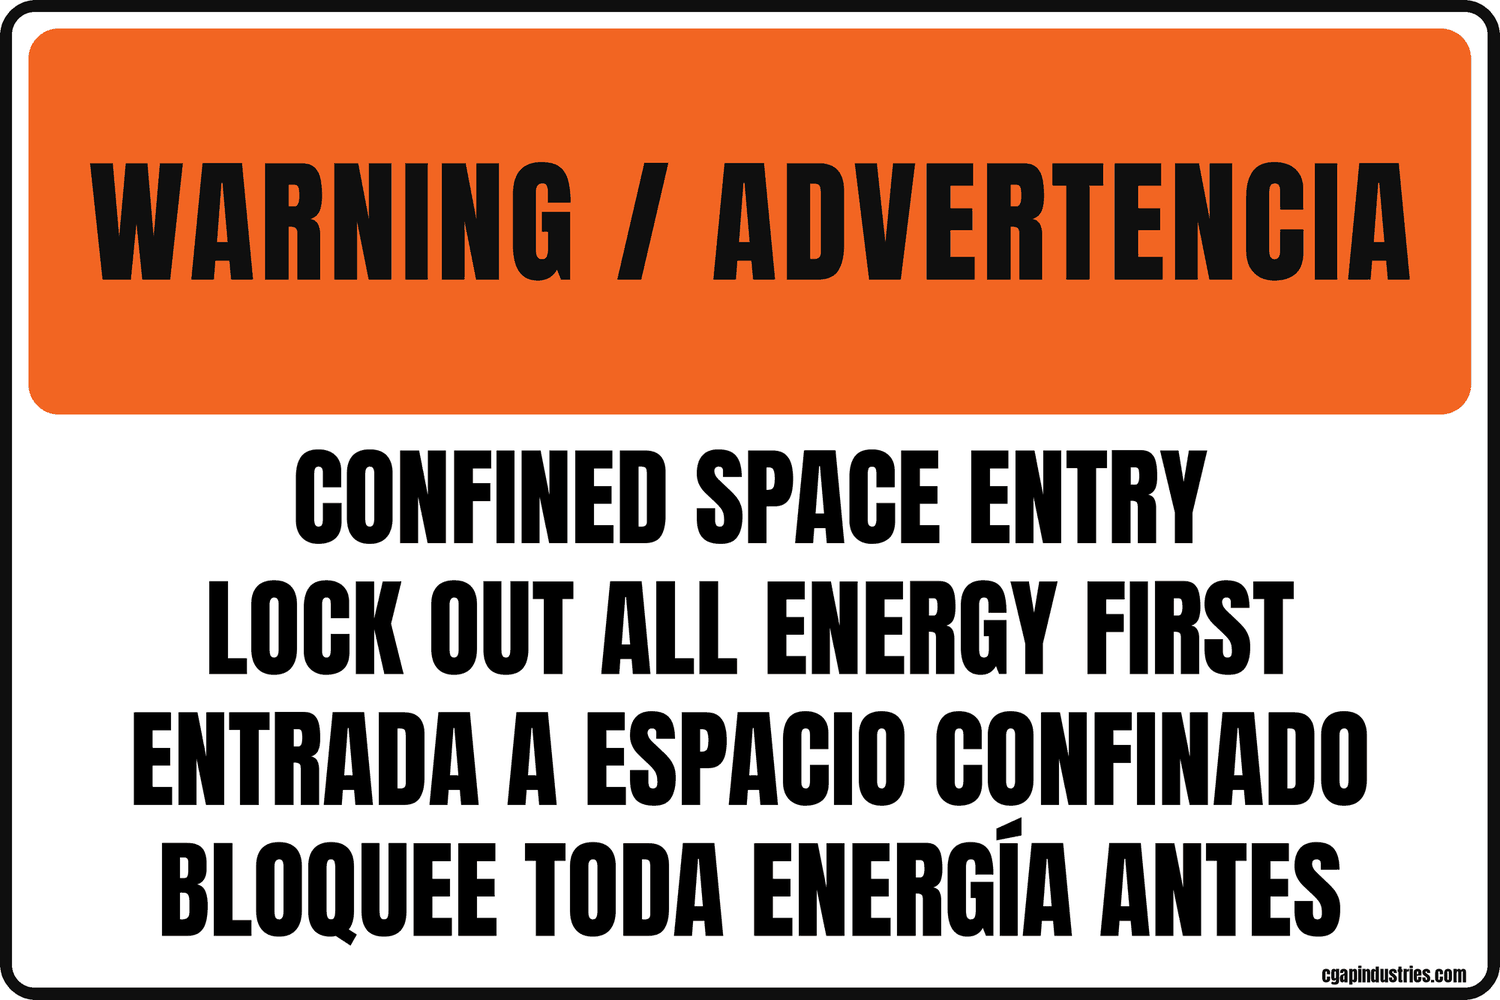 WARNING / ADVERTENCIA
CONFINED SPACE ENTRY
LOCK OUT ALL ENERGY FIRST
ENTRADA A ESPACIO CONFINADO
BLOQUEE TODA ENERGÍA ANTES
cgapindustries.com